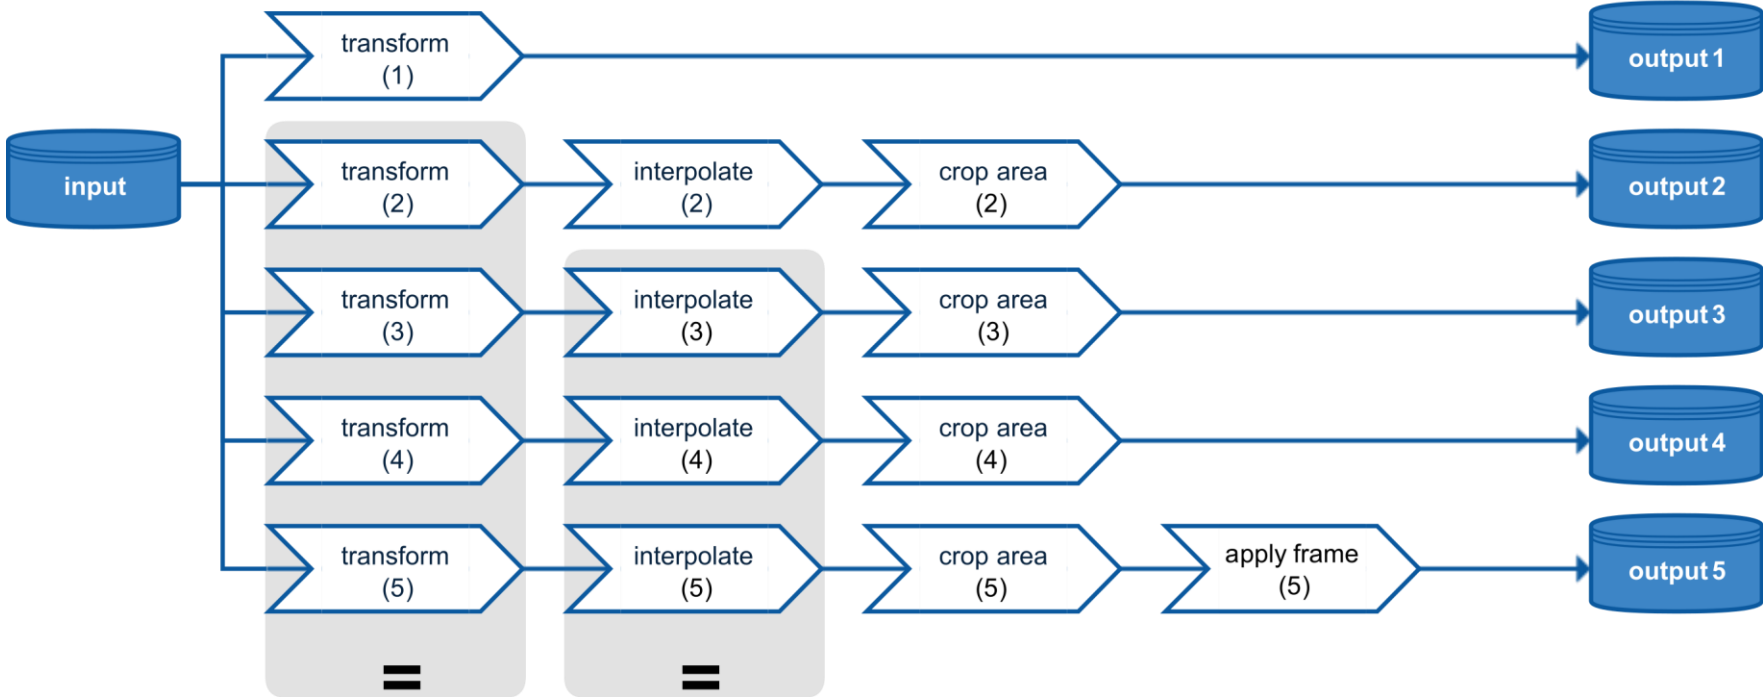 transform
(1)
output 1
input
transform
(2)
interpolate
(2)
crop area
(2)
output 2
transform
(3)
interpolate
(3)
crop area
(3)
output 3
transform
(4)
interpolate
(4)
crop area
(4)
output 4
transform
(5)
interpolate
(5)
crop area
(5)
apply frame
(5)
output 5
= =